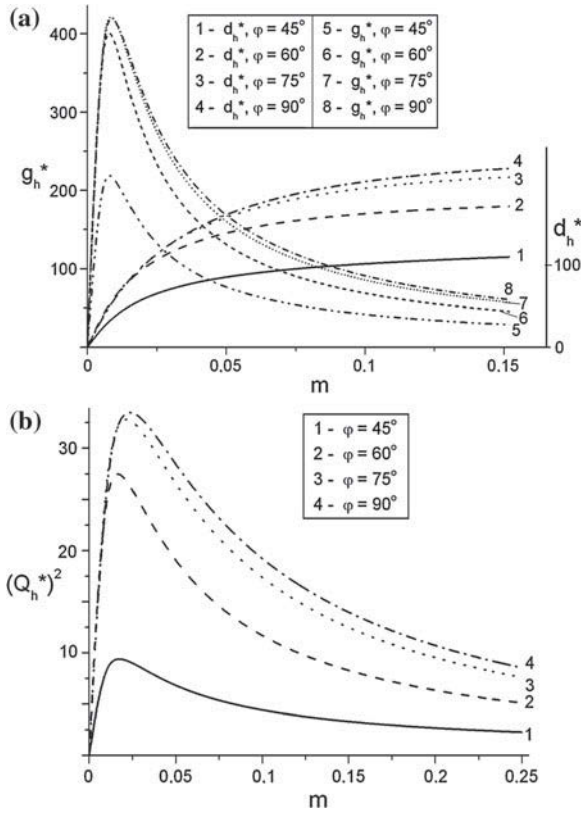 (a)
1 - d_h*, φ = 45° 5 - g_h*, φ = 45°
2 - d_h*, φ = 60° 6 - g_h*, φ = 60°
3 - d_h*, φ = 75° 7 - g_h*, φ = 75°
4 - d_h*, φ = 90° 8 - g_h*, φ = 90°
400
300
200
100
0
g_h*
4
3
2
1
8
7
6
5
d_h*
100
0
0 0.05 0.1 0.15
m
(b)
1 - φ = 45°
2 - φ = 60°
3 - φ = 75°
4 - φ = 90°
30
20
10
0
(Q_h*)²
4
3
2
1
0 0.05 0.1 0.15 0.2 0.25
m